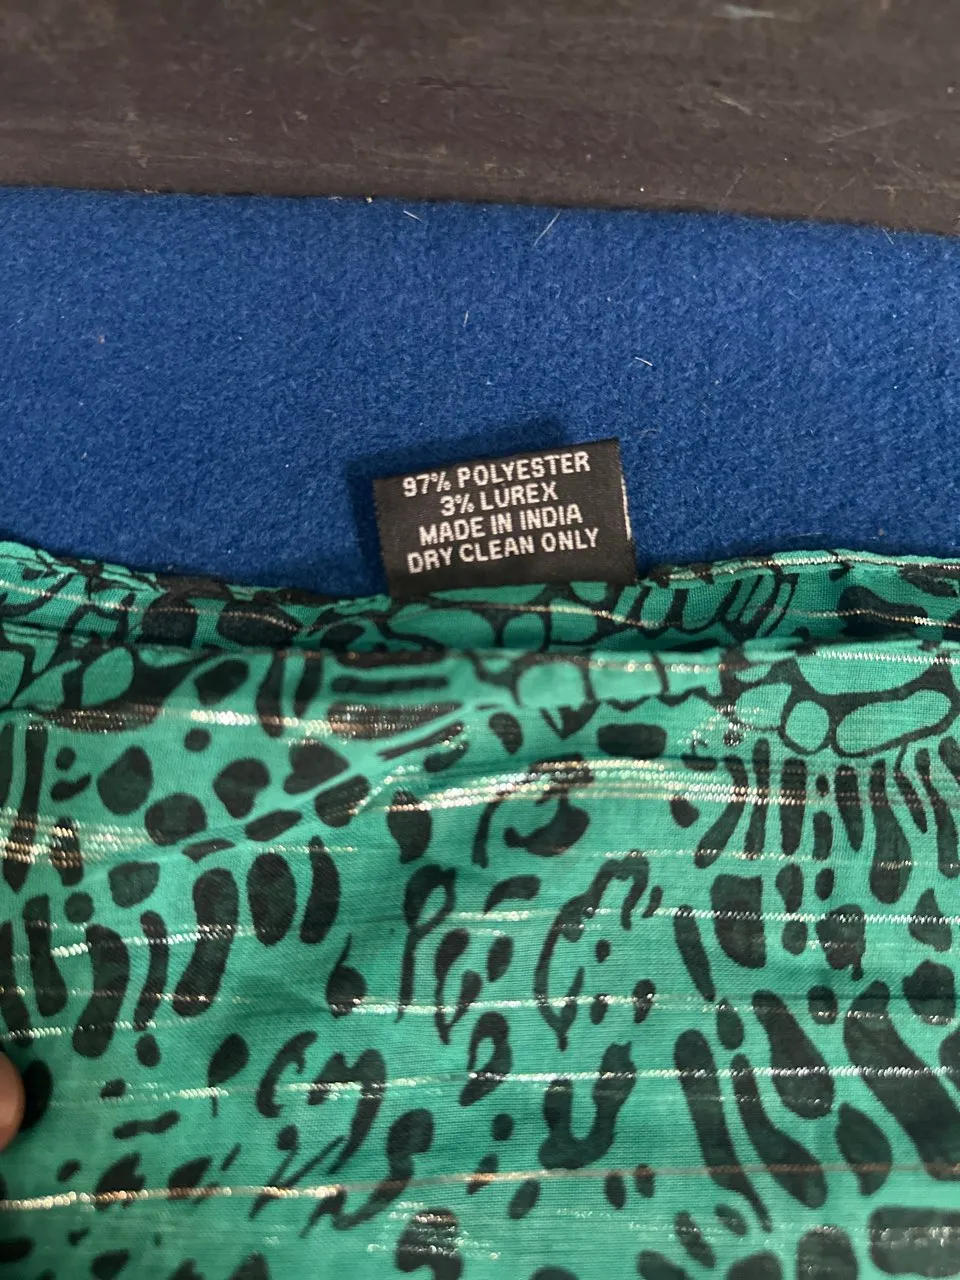 97% POLYESTER
3% LUREX
MADE IN INDIA
DRY CLEAN ONLY